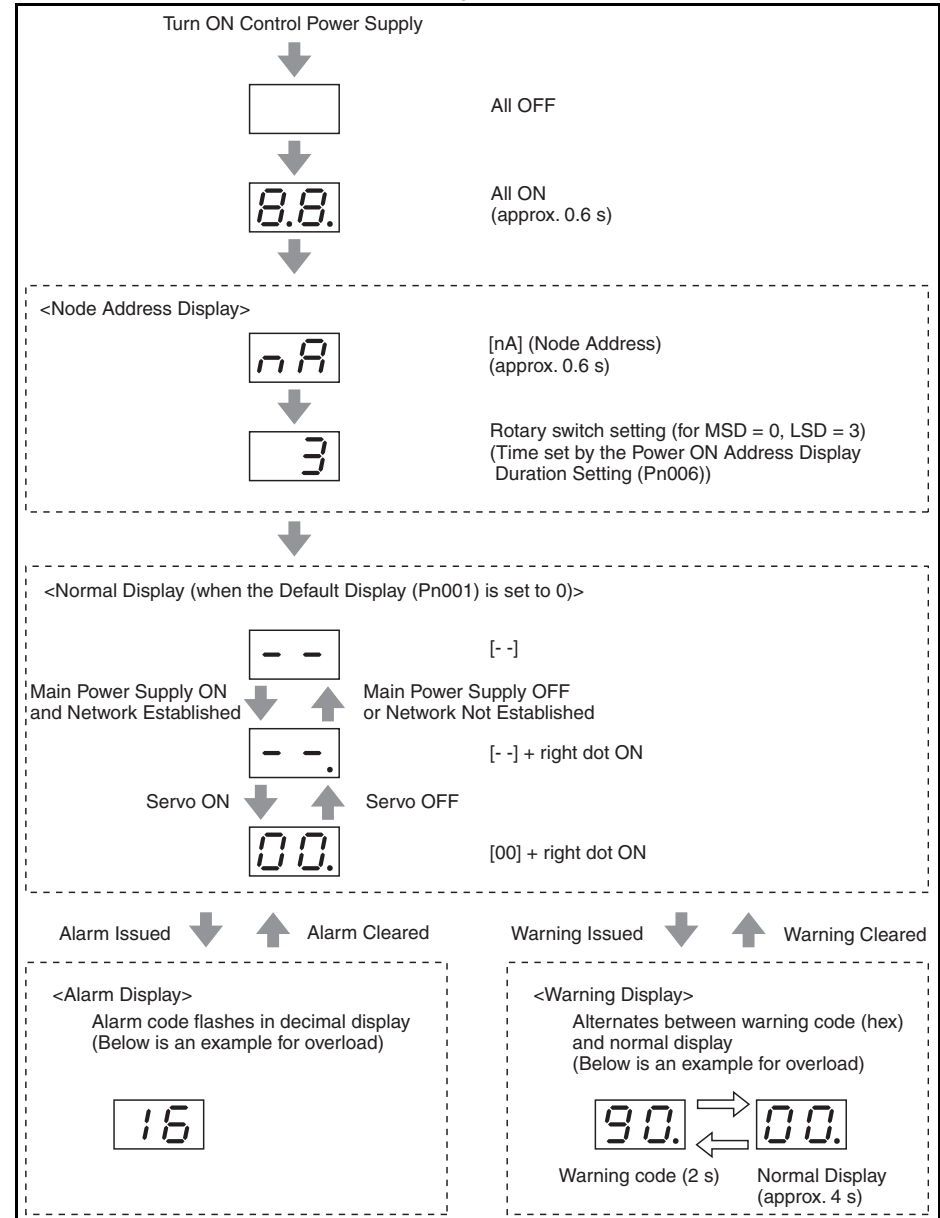 Turn ON Control Power Supply
All OFF
8.8.
All ON
(approx. 0.6 s)
<Node Address Display>
nA
[nA] (Node Address)
(approx. 0.6 s)
3
Rotary switch setting (for MSD = 0, LSD = 3)
(Time set by the Power ON Address Display
Duration Setting (Pn006))
<Normal Display (when the Default Display (Pn001) is set to 0)>
- -
[- -]
Main Power Supply ON
and Network Established
Main Power Supply OFF
or Network Not Established
- -.
[- -] + right dot ON
Servo ON
Servo OFF
00.
[00] + right dot ON
Alarm Issued
Alarm Cleared
Warning Issued
Warning Cleared
<Alarm Display>
Alarm code flashes in decimal display
(Below is an example for overload)
16
<Warning Display>
Alternates between warning code (hex)
and normal display
(Below is an example for overload)
90.
00.
Warning code (2 s)
Normal Display
(approx. 4 s)